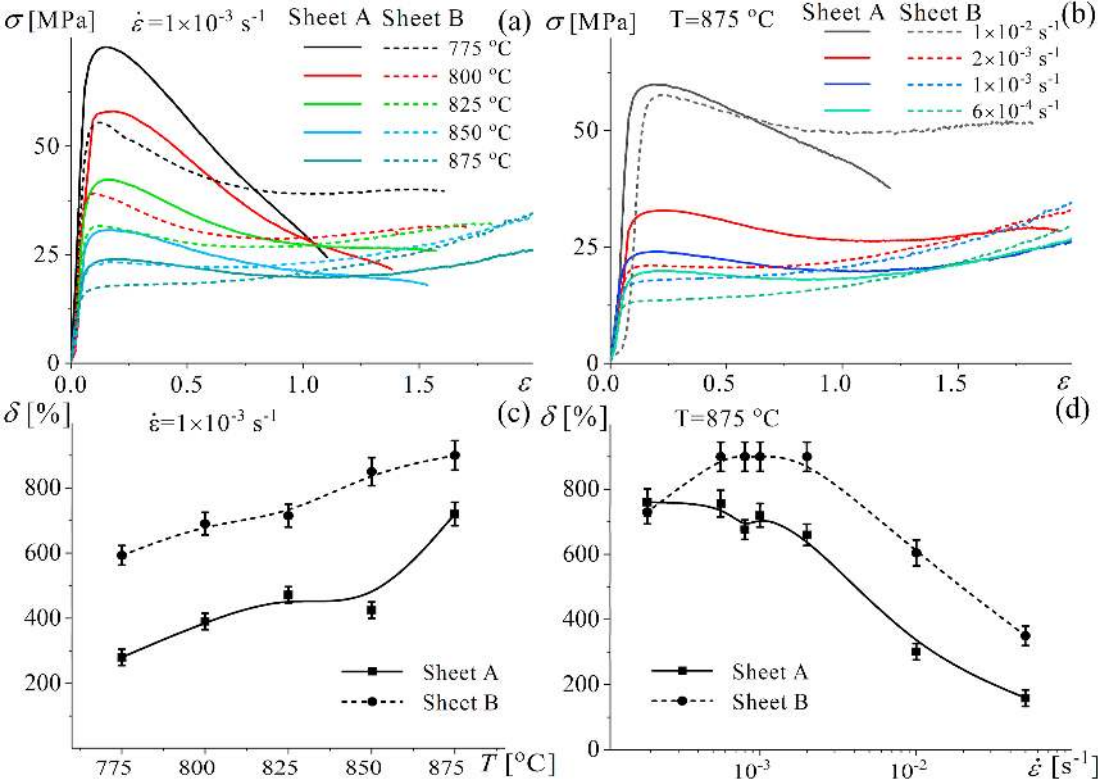 σ [MPa] ε̇=1×10⁻³ s⁻¹ Sheet A Sheet B (a)
775 °C
800 °C
825 °C
850 °C
875 °C
50
25
0
0.0 0.5 1.0 1.5 ε
σ [MPa] T=875 °C Sheet A Sheet B (b)
1×10⁻² s⁻¹
2×10⁻³ s⁻¹
1×10⁻³ s⁻¹
6×10⁻⁴ s⁻¹
50
25
0
0.0 0.5 1.0 1.5 ε
δ [%] ε̇=1×10⁻³ s⁻¹ (c)
800
600
400
200
Sheet A
Sheet B
775 800 825 850 875 T [°C]
δ [%] T=875 °C (d)
800
600
400
200
0
Sheet A
Sheet B
10⁻³ 10⁻² ε̇ [s⁻¹]